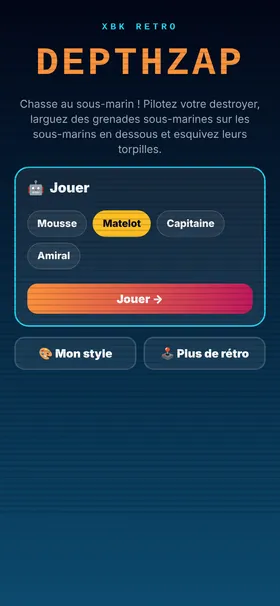 XBK RETRO
DEPTHZAP
Chasse au sous-marin ! Pilotez votre destroyer,
larguez des grenades sous-marines sur les
sous-marins en dessous et esquivez leurs
torpilles.
🤖 Jouer
Mousse Matelot Capitaine
Amiral
Jouer →
🎨 Mon style 🕹️ Plus de rétro